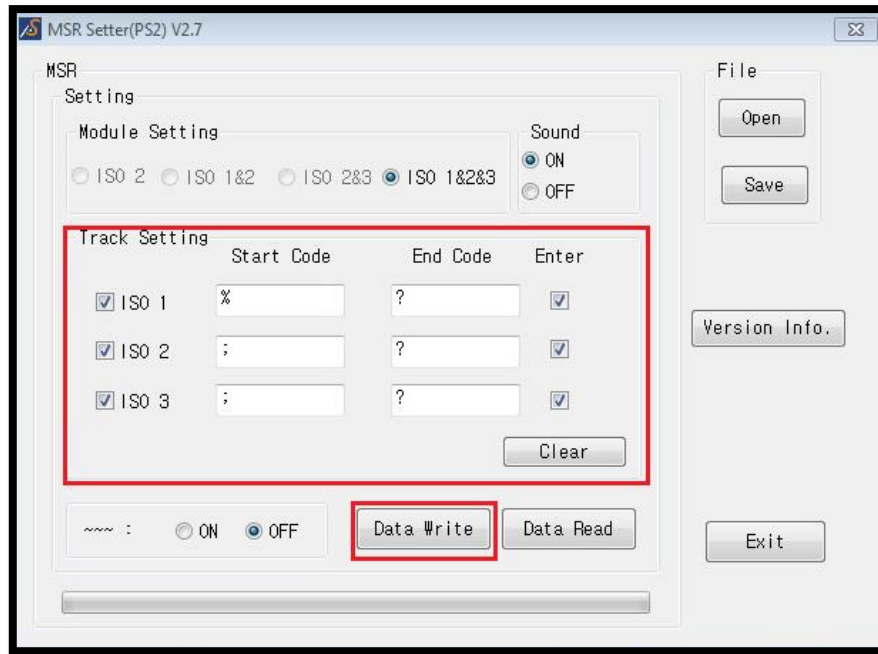 MSR Setter(PS2) V2.7
MSR
File
Setting
Open
Module Setting
Sound
ISO 2 ISO 1&2 ISO 2&3 ISO 1&2&3
ON
OFF
Save
Track Setting
Start Code End Code Enter
ISO 1 % ?
ISO 2 ; ?
ISO 3 ; ?
Clear
Version Info.
~~~ : ON OFF
Data Write Data Read
Exit